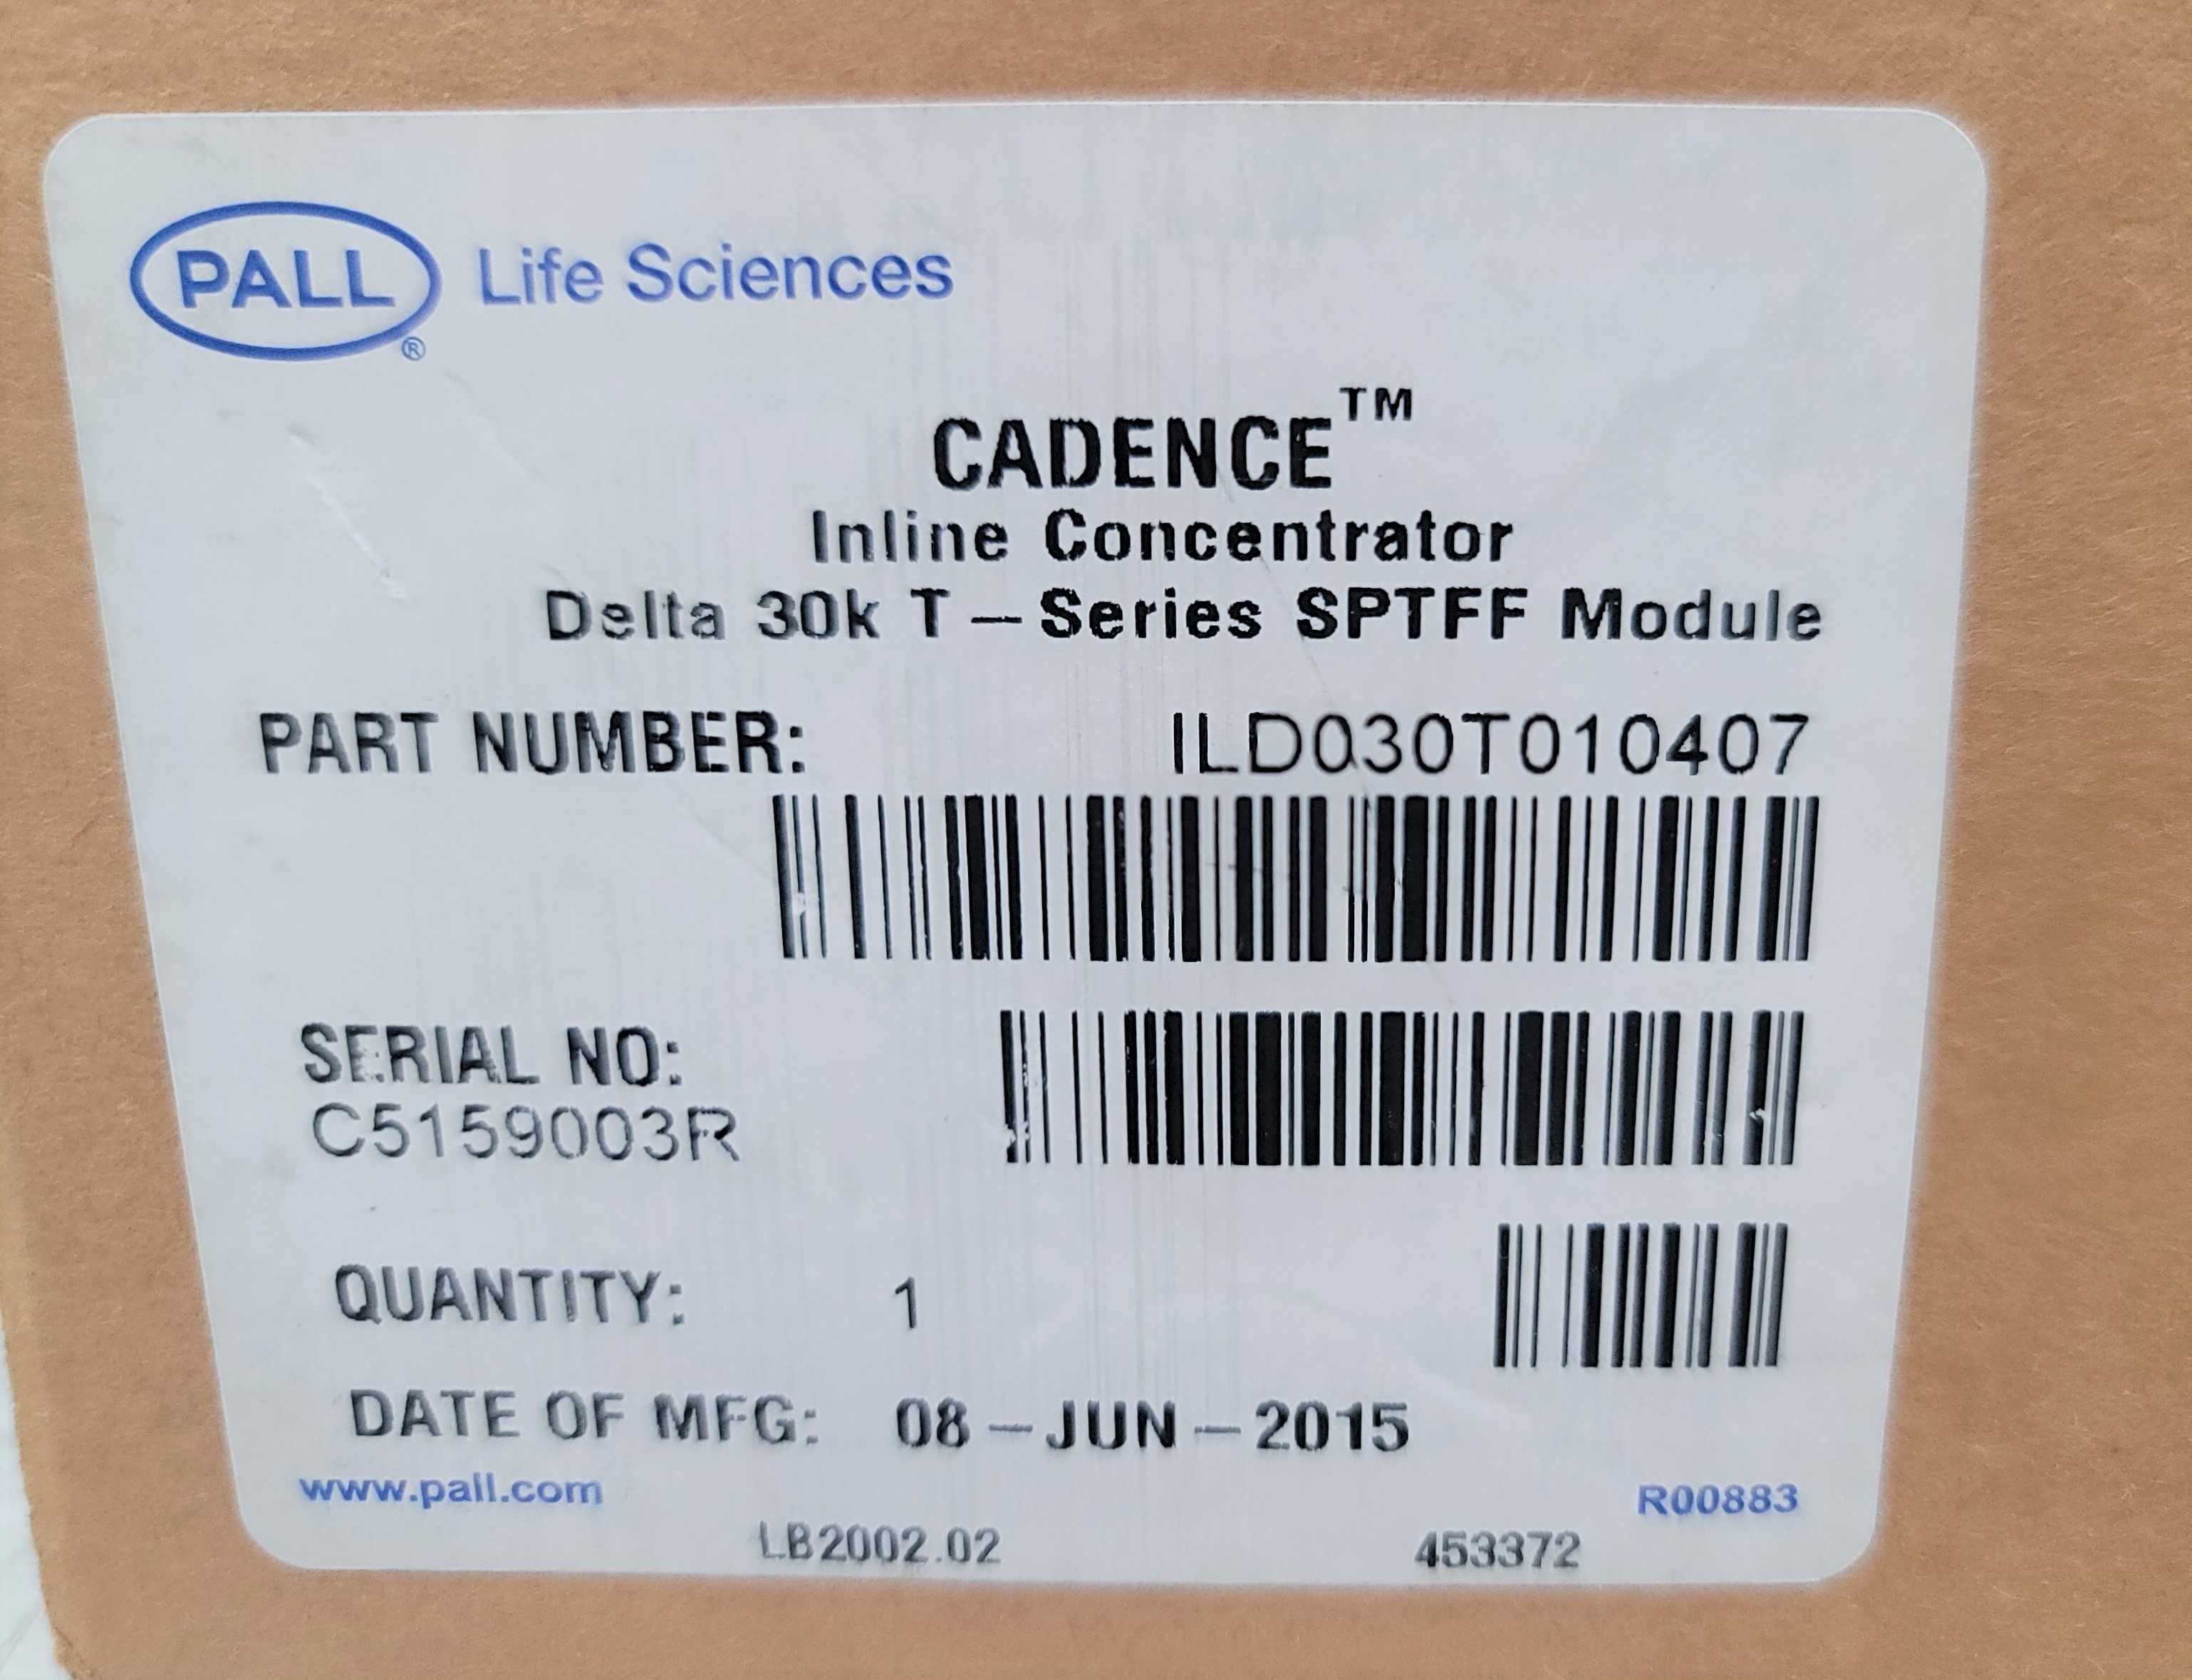 PALL® Life Sciences
CADENCE™
Inline Concentrator
Delta 30k T-Series SPTFF Module
PART NUMBER: ILD030T010407
SERIAL NO:
C5159003R
QUANTITY: 1
DATE OF MFG: 08-JUN-2015
www.pall.com
R00883
LB2002.02 453372